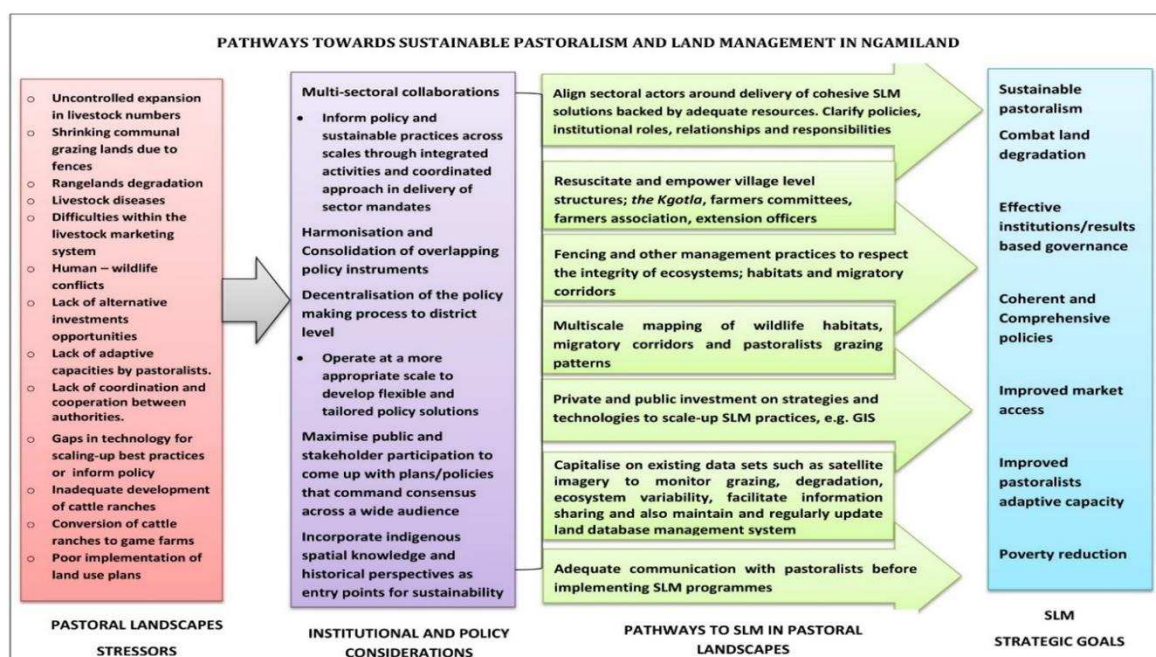 PATHWAYS TOWARDS SUSTAINABLE PASTORALISM AND LAND MANAGEMENT IN NGAMILAND
o Uncontrolled expansion
in livestock numbers
o Shrinking communal
grazing lands due to
fences
o Rangelands degradation
o Livestock diseases
o Difficulties within the
livestock marketing
system
o Human – wildlife
conflicts
o Lack of alternative
investments
opportunities
o Lack of adaptive
capacities by pastoralists.
o Lack of coordination and
cooperation between
authorities.
o Gaps in technology for
scaling-up best practices
or inform policy
o Inadequate development
of cattle ranches
o Conversion of cattle
ranches to game farms
o Poor implementation of
land use plans
PASTORAL LANDSCAPES
STRESSORS
Multi-sectoral collaborations
• Inform policy and
sustainable practices across
scales through integrated
activities and coordinated
approach in delivery of
sector mandates
Harmonisation and
Consolidation of overlapping
policy instruments
Decentralisation of the policy
making process to district
level
• Operate at a more
appropriate scale to
develop flexible and
tailored policy solutions
Maximise public and
stakeholder participation to
come up with plans/policies
that command consensus
across a wide audience
Incorporate indigenous
spatial knowledge and
historical perspectives as
entry points for sustainability
INSTITUTIONAL AND POLICY
CONSIDERATIONS
Align sectoral actors around delivery of cohesive SLM
solutions backed by adequate resources. Clarify policies,
institutional roles, relationships and responsibilities
Resuscitate and empower village level
structures; the Kgotla, farmers committees,
farmers association, extension officers
Fencing and other management practices to respect
the integrity of ecosystems; habitats and migratory
corridors
Multiscale mapping of wildlife habitats,
migratory corridors and pastoralists grazing
patterns
Private and public investment on strategies and
technologies to scale-up SLM practices, e.g. GIS
Capitalise on existing data sets such as satellite
imagery to monitor grazing, degradation,
ecosystem variability, facilitate information
sharing and also maintain and regularly update
land database management system
Adequate communication with pastoralists before
implementing SLM programmes
PATHWAYS TO SLM IN PASTORAL
LANDSCAPES
Sustainable
pastoralism
Combat land
degradation
Effective
institutions/results
based governance
Coherent and
Comprehensive
policies
Improved market
access
Improved
pastoralists
adaptive capacity
Poverty reduction
SLM
STRATEGIC GOALS